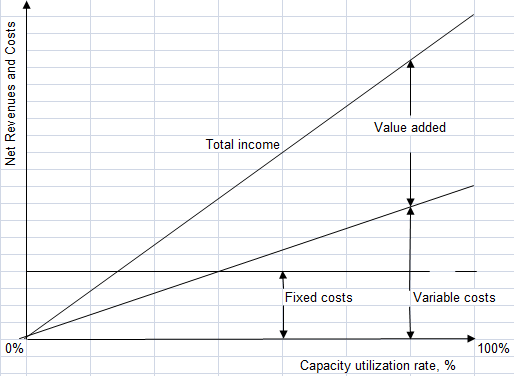 Net Revenues and Costs
Total income
Value added
Fixed costs
Variable costs
0%
100%
Capacity utilization rate, %